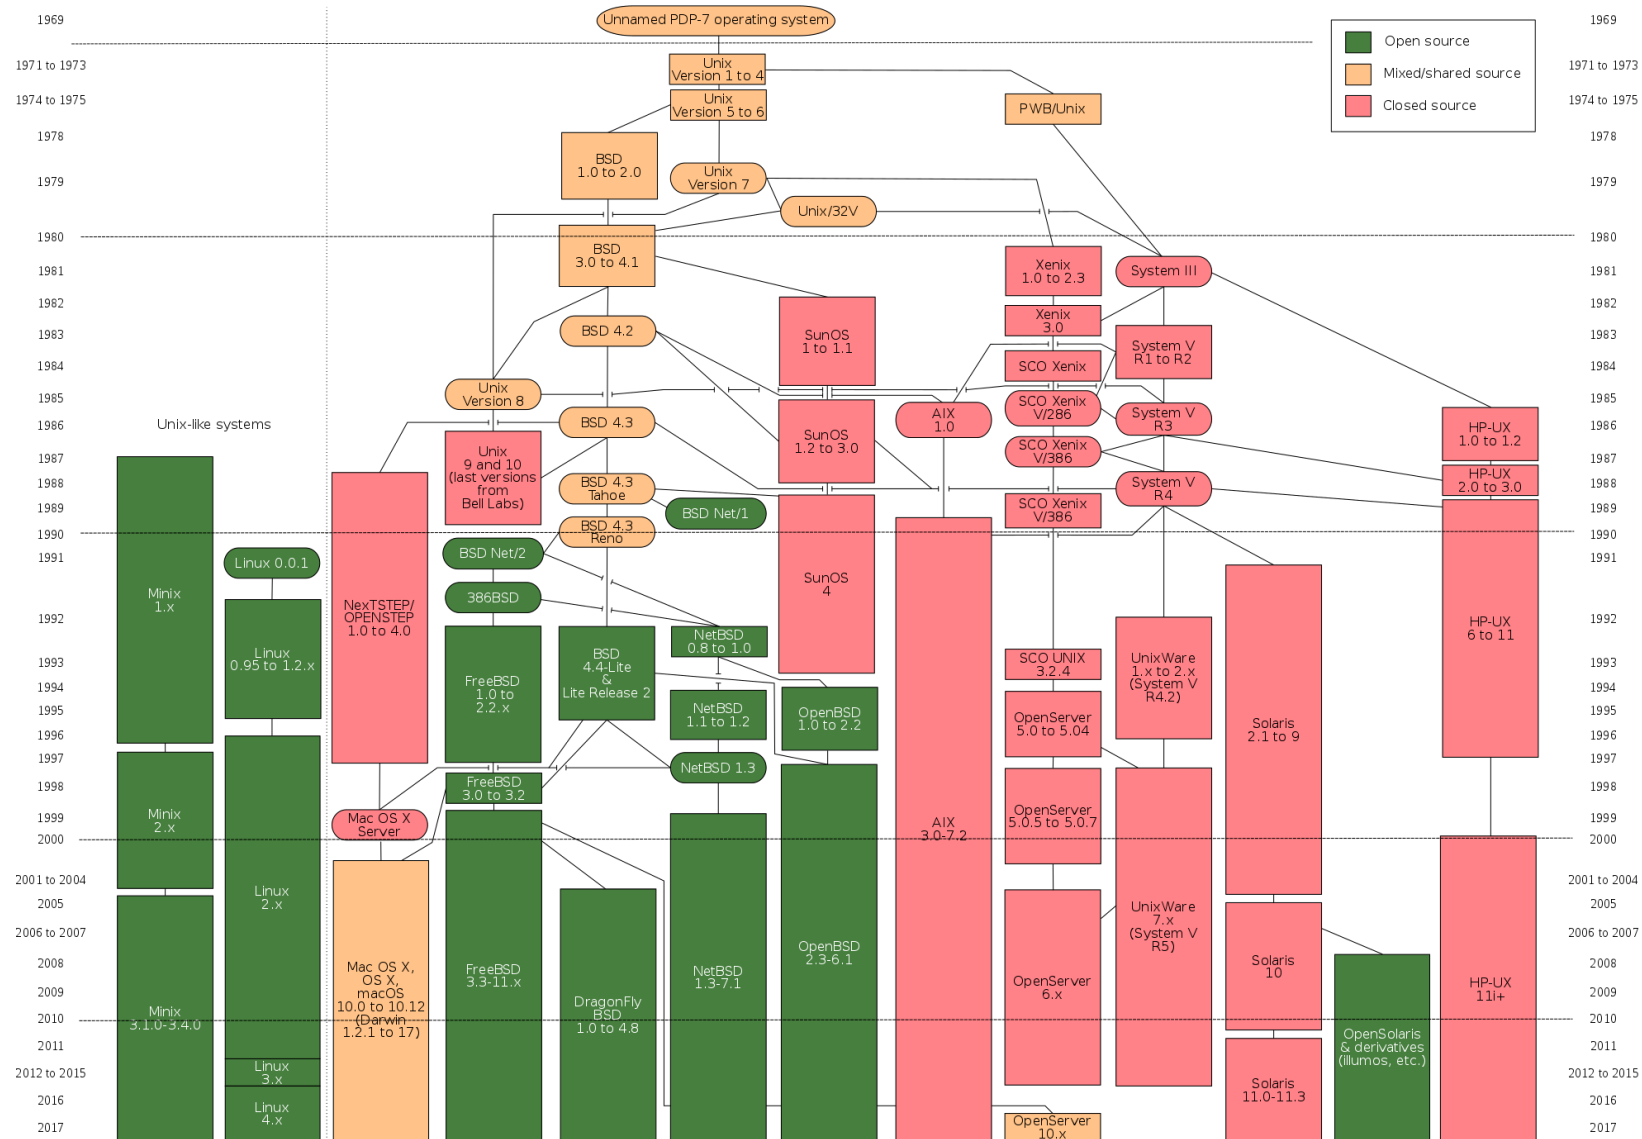 1969
1971 to 1973
1974 to 1975
1978
1979
1980
1981
1982
1983
1984
1985
1986
1987
1988
1989
1990
1991
1992
1993
1994
1995
1996
1997
1998
1999
2000
2001 to 2004
2005
2006 to 2007
2008
2009
2010
2011
2012 to 2015
2016
2017
Unix-like systems
Minix
1.x
Minix
2.x
Minix
3.1.0-3.4.0
Linux 0.0.1
Linux
0.95 to 1.2.x
Linux
2.x
Linux
3.x
Linux
4.x
Unnamed PDP-7 operating system
Unix
Version 1 to 4
Unix
Version 5 to 6
PWB/Unix
BSD
1.0 to 2.0
Unix
Version 7
Unix/32V
BSD
3.0 to 4.1
Xenix
1.0 to 2.3
System III
Xenix
3.0
BSD 4.2
SunOS
1 to 1.1
System V
R1 to R2
SCO Xenix
Unix
Version 8
SCO Xenix
V/286
AIX
1.0
System V
R3
BSD 4.3
SunOS
1.2 to 3.0
HP-UX
1.0 to 1.2
SCO Xenix
V/386
Unix
9 and 10
(last versions
from
Bell Labs)
HP-UX
2.0 to 3.0
BSD 4.3
Tahoe
System V
R4
BSD Net/1
SCO Xenix
V/386
BSD 4.3
Reno
BSD Net/2
386BSD
SunOS
4
NexTSTEP/
OPENSTEP
1.0 to 4.0
HP-UX
6 to 11
NetBSD
0.8 to 1.0
BSD
4.4-Lite
&
Lite Release 2
SCO UNIX
3.2.4
UnixWare
1.x to 2.x
(System V
R4.2)
FreeBSD
1.0 to
2.2.x
NetBSD
1.1 to 1.2
OpenBSD
1.0 to 2.2
OpenServer
5.0 to 5.04
Solaris
2.1 to 9
NetBSD 1.3
FreeBSD
3.0 to 3.2
OpenServer
5.0.5 to 5.0.7
Mac OS X
Server
AIX
3.0-7.2
UnixWare
7.x
(System V
R5)
OpenBSD
2.3-6.1
Mac OS X,
OS X,
macOS
10.0 to 10.12
(Darwin
1.2.1 to 17)
FreeBSD
3.3-11.x
NetBSD
1.3-7.1
Solaris
10
OpenServer
6.x
HP-UX
11i+
DragonFly
BSD
1.0 to 4.8
OpenSolaris
& derivatives
(illumos, etc.)
Solaris
11.0-11.3
OpenServer
10.x
Open source
Mixed/shared source
Closed source
1969
1971 to 1973
1974 to 1975
1978
1979
1980
1981
1982
1983
1984
1985
1986
1987
1988
1989
1990
1991
1992
1993
1994
1995
1996
1997
1998
1999
2000
2001 to 2004
2005
2006 to 2007
2008
2009
2010
2011
2012 to 2015
2016
2017